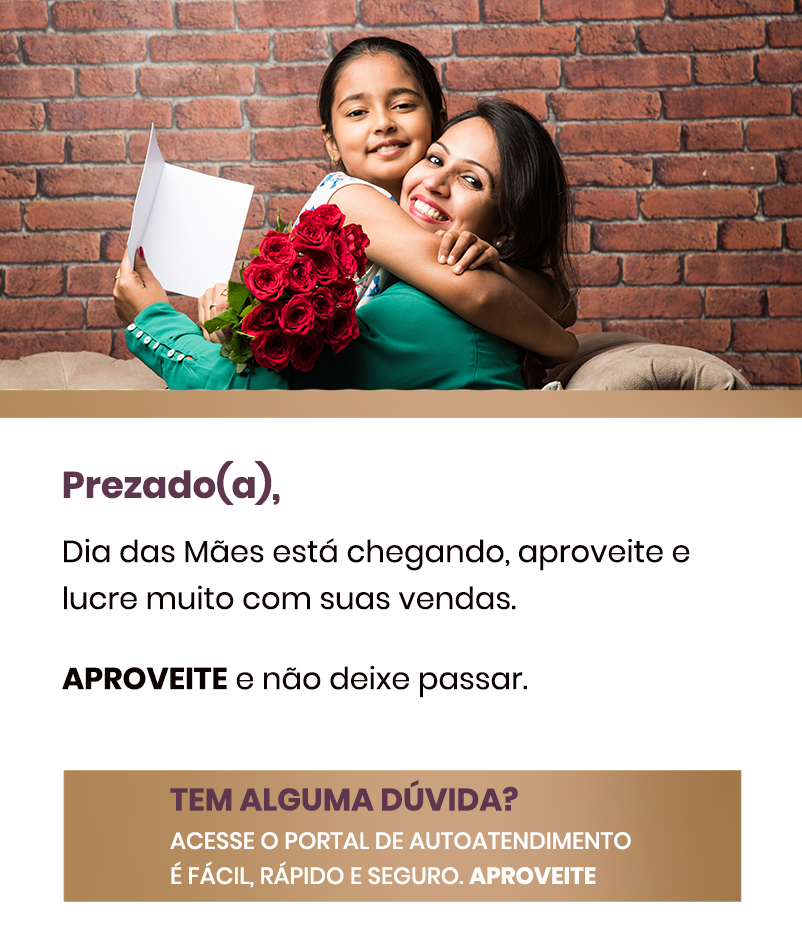 Prezado(a),
Dia das Mães está chegando, aproveite e
lucre muito com suas vendas.
APROVEITE e não deixe passar.
TEM ALGUMA DÚVIDA?
ACESSE O PORTAL DE AUTOATENDIMENTO
É FÁCIL, RÁPIDO E SEGURO. APROVEITE